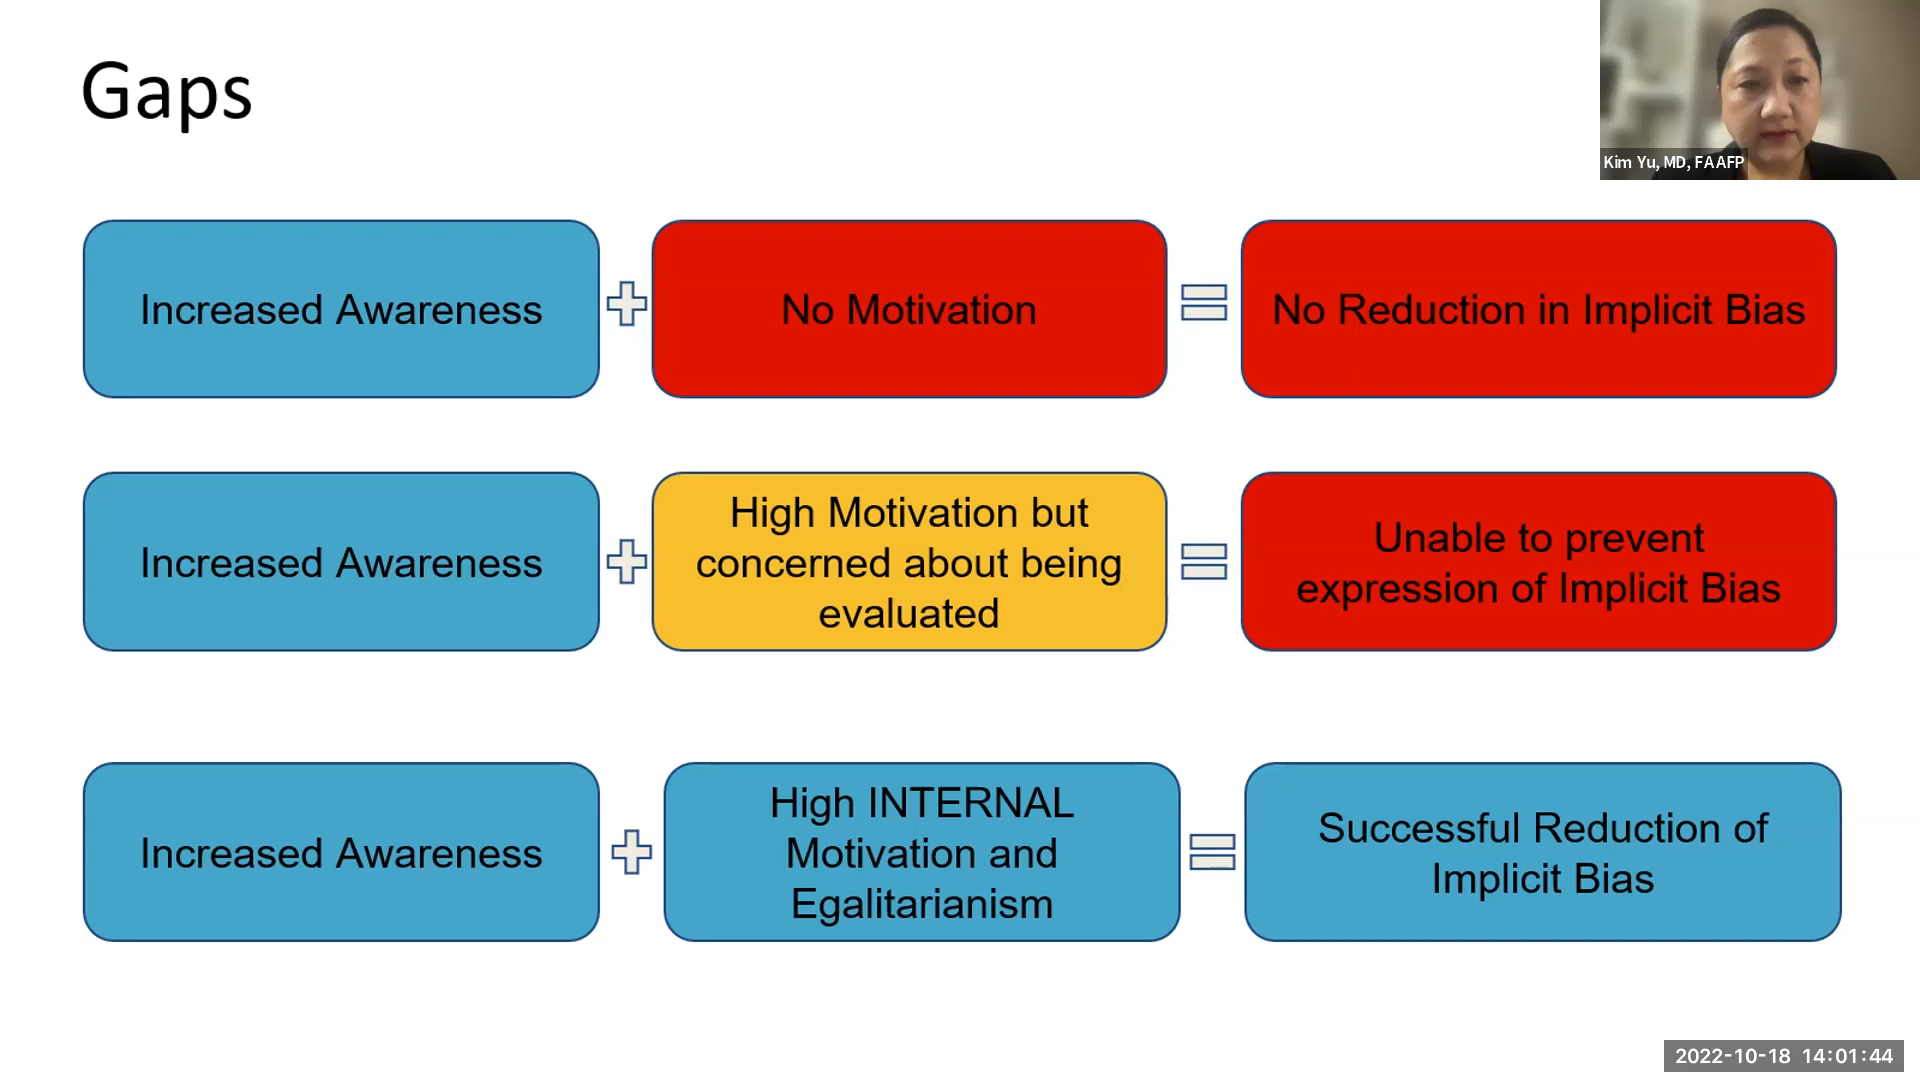 Gaps
Kim Yu, MD, FAAFP
Increased Awareness
No Motivation
No Reduction in Implicit Bias
Increased Awareness
High Motivation but
concerned about being
evaluated
Unable to prevent
expression of Implicit Bias
Increased Awareness
High INTERNAL
Motivation and
Egalitarianism
Successful Reduction of
Implicit Bias
2022-10-18 14:01:44